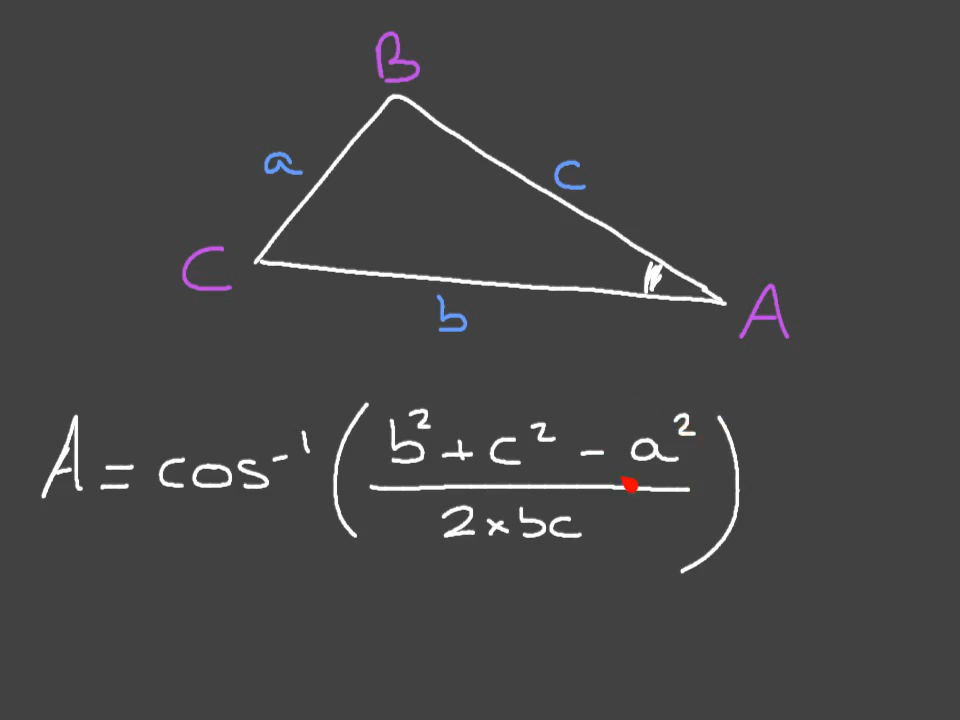 B
a
c
C
b
A
A = cos⁻¹ ( b² + c² - a² / 2 × bc )